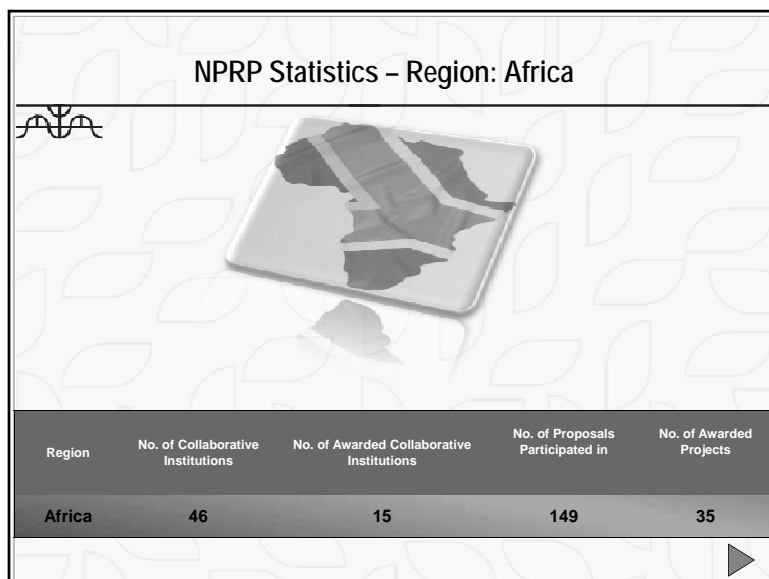 NPRP Statistics – Region: Africa
Region
No. of Collaborative
Institutions
No. of Awarded Collaborative
Institutions
No. of Proposals
Participated in
No. of Awarded
Projects
Africa 46 15 149 35